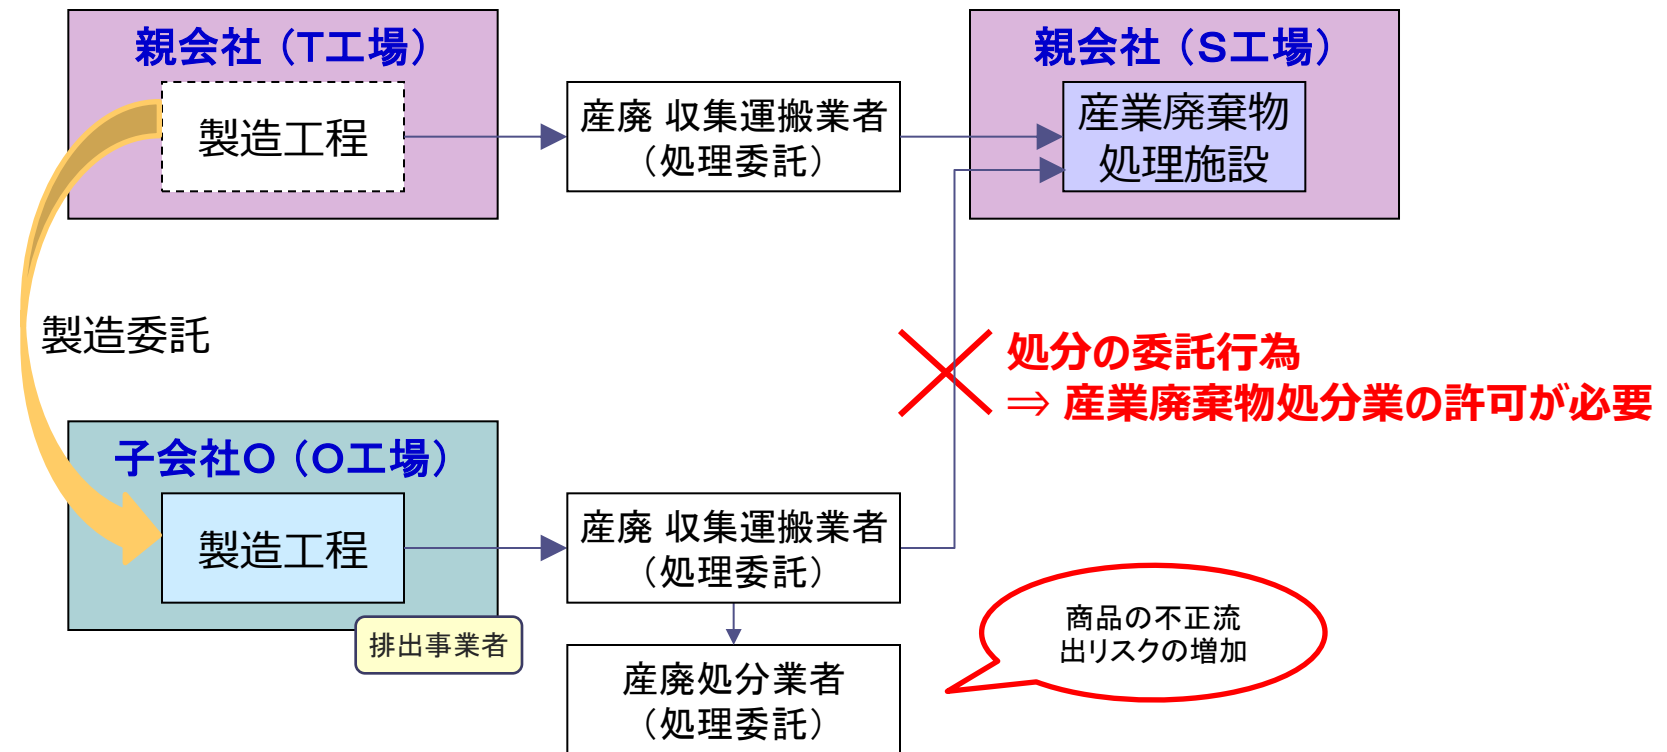 親会社（T工場）
製造工程
産廃 収集運搬業者
（処理委託）
親会社（S工場）
産業廃棄物
処理施設
製造委託
処分の委託行為
⇒ 産業廃棄物処分業の許可が必要
子会社O（O工場）
製造工程
排出事業者
産廃 収集運搬業者
（処理委託）
産廃処分業者
（処理委託）
商品の不正流
出リスクの増加